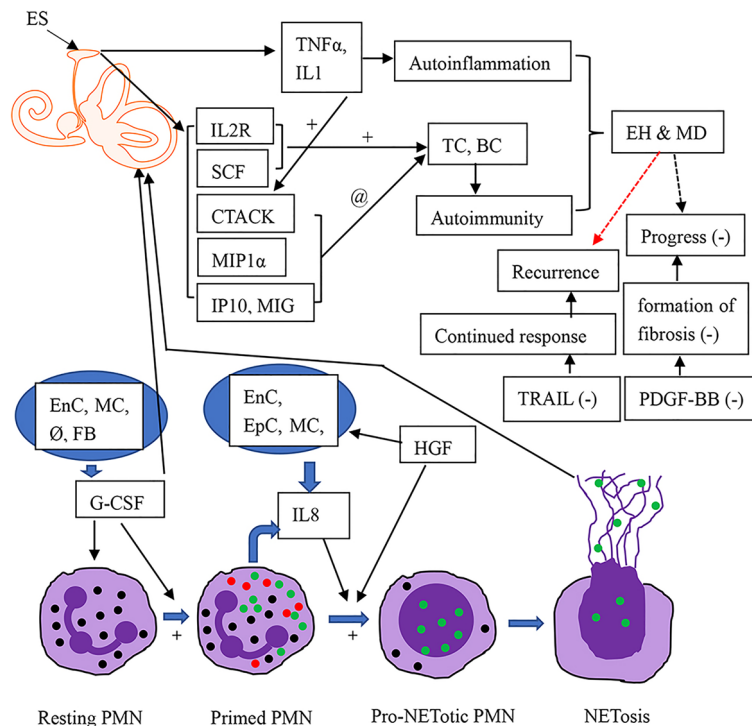 ES
TNFα,
IL1
Autoinflammation
IL2R
+
+
TC, BC
EH & MD
SCF
CTACK
@
Autoimmunity
Progress (-)
MIP1α
Recurrence
IP10, MIG
formation of
fibrosis (-)
Continued response
TRAIL (-)
PDGF-BB (-)
EnC, MC,
Ø, FB
EnC,
EpC, MC,
HGF
G-CSF
IL8
+
+
Resting PMN
Primed PMN
Pro-NETotic PMN
NETosis